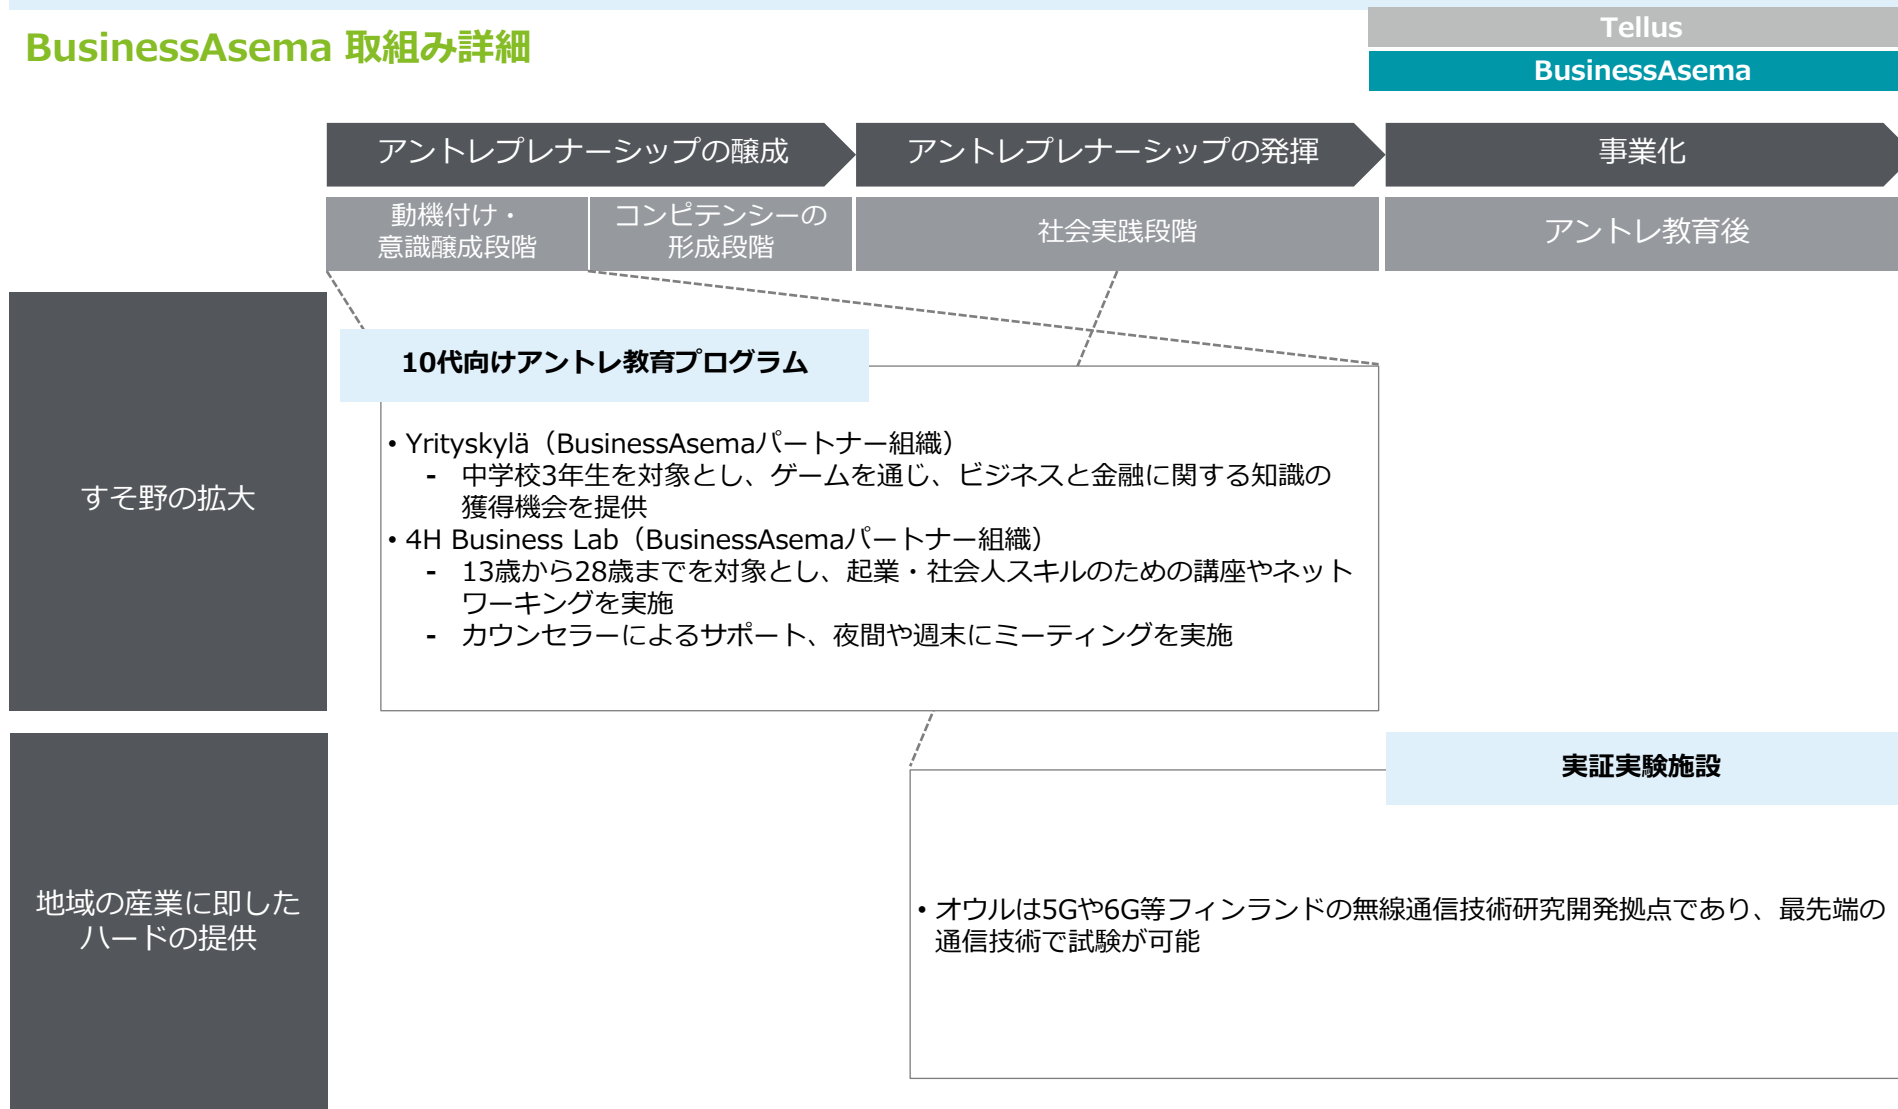 BusinessAsema 取組み詳細
Tellus
BusinessAsema
アントレプレナーシップの醸成
アントレプレナーシップの発揮
事業化
動機付け・
意識醸成段階
コンピテンシーの
形成段階
社会実践段階
アントレ教育後
すそ野の拡大
10代向けアントレ教育プログラム
• Yrityskylä（BusinessAsemaパートナー組織）
- 中学校3年生を対象とし、ゲームを通じ、ビジネスと金融に関する知識の
獲得機会を提供
• 4H Business Lab（BusinessAsemaパートナー組織）
- 13歳から28歳までを対象とし、起業・社会人スキルのための講座やネット
ワーキングを実施
- カウンセラーによるサポート、夜間や週末にミーティングを実施
地域の産業に即した
ハードの提供
実証実験施設
• オウルは5Gや6G等フィンランドの無線通信技術研究開発拠点であり、最先端の
通信技術で試験が可能